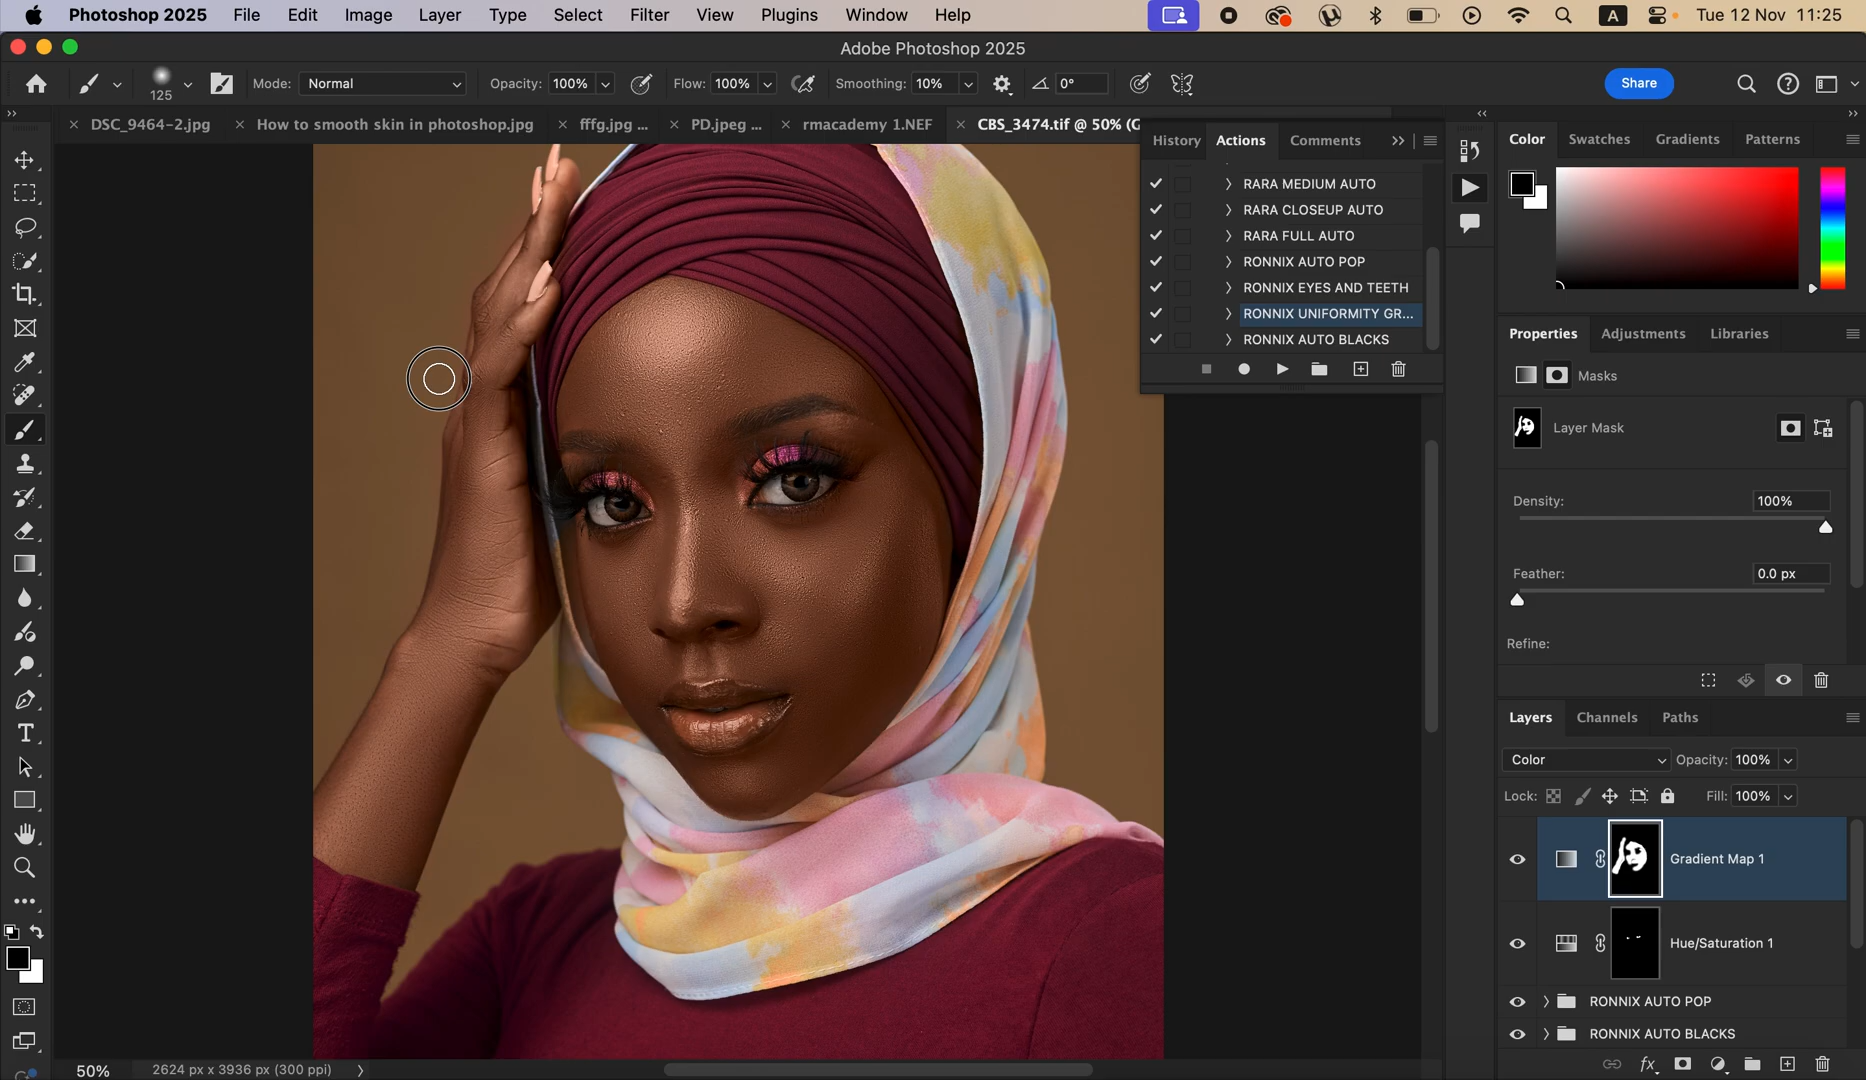 Photoshop 2025 File Edit Image Layer Type Select Filter View Plugins Window Help A Tue 12 Nov 11:25
Adobe Photoshop 2025
125 Mode: Normal Opacity: 100% Flow: 100% Smoothing: 10% 0° Share
DSC_9464-2.jpg How to smooth skin in photoshop.jpg fffg.jpg ... PD.jpeg ... rmacademy 1.NEF CBS_3474.tif @ 50% (G
History Actions Comments
RARA MEDIUM AUTO
RARA CLOSEUP AUTO
RARA FULL AUTO
RONNIX AUTO POP
RONNIX EYES AND TEETH
RONNIX UNIFORMITY GR...
RONNIX AUTO BLACKS
Color Swatches Gradients Patterns
Properties Adjustments Libraries
Masks
Layer Mask
Density: 100%
Feather: 0.0 px
Refine:
Layers Channels Paths
Color Opacity: 100%
Lock: Fill: 100%
Gradient Map 1
Hue/Saturation 1
RONNIX AUTO POP
RONNIX AUTO BLACKS
fx
50% 2624 px x 3936 px (300 ppi)